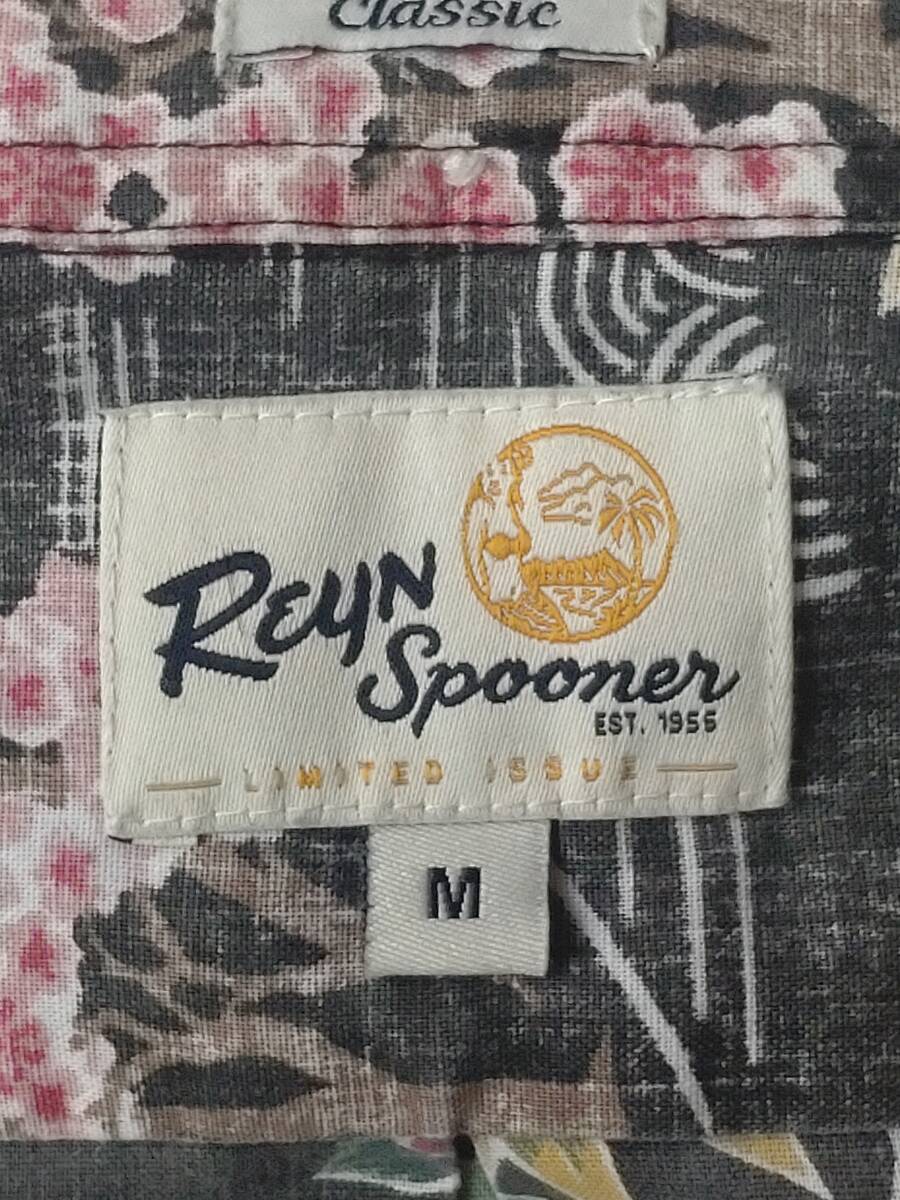 Classic
REYN
Spooner
EST. 1956
LIMITED ISSUE
M